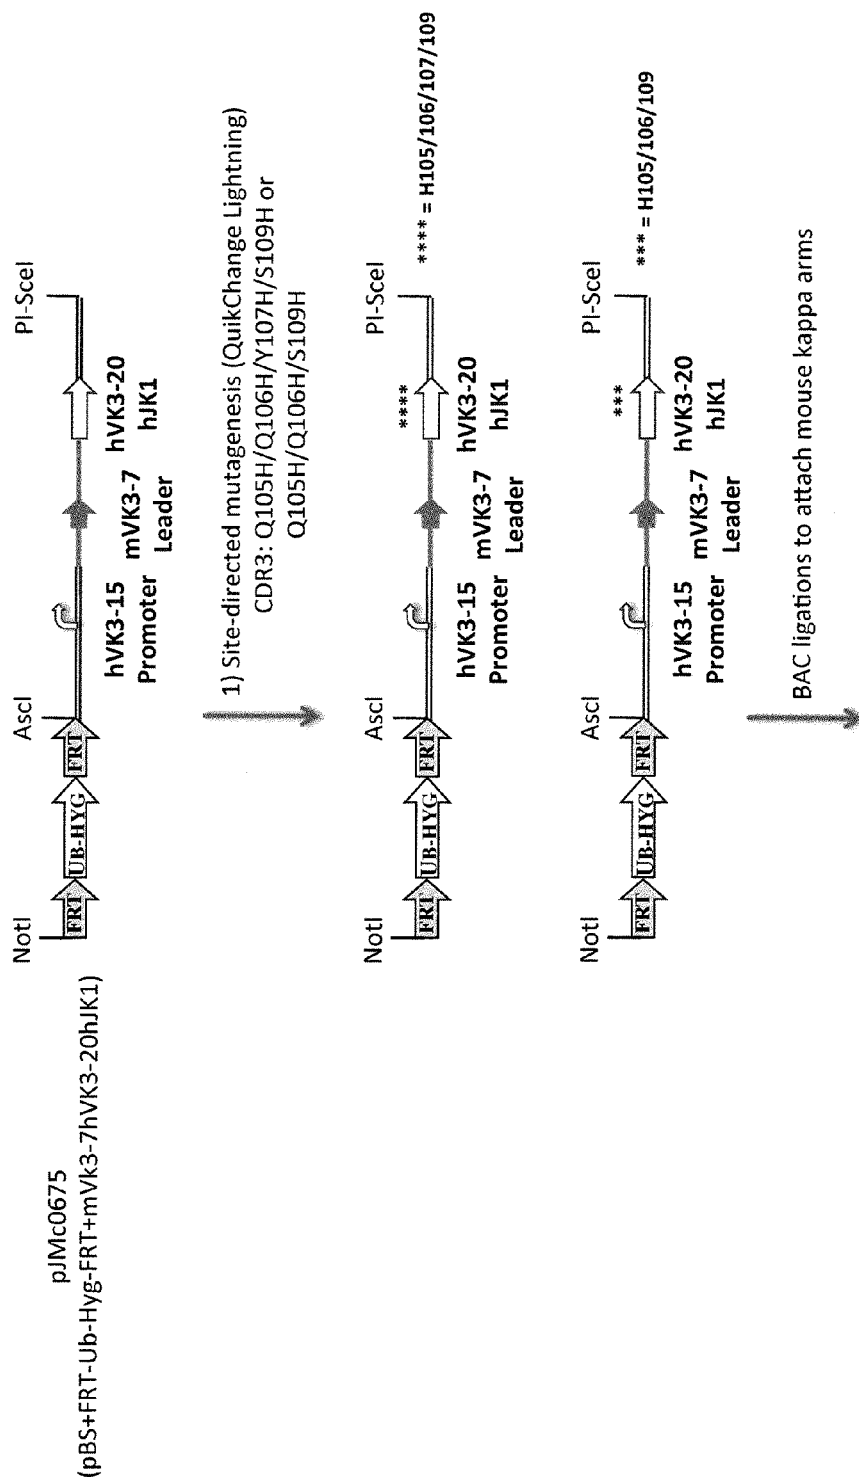 pJMc0675
(pBS+FRT-Ub-Hyg-FRT+mVk3-7hVK3-20hJK1)
NotI
AscI
PI-SceI
FRT
UB-HYG
FRT
hVK3-15
Promoter
mVK3-7
Leader
hVK3-20
hJK1
1) Site-directed mutagenesis (QuikChange Lightning)
CDR3: Q105H/Q106H/Y107H/S109H or
Q105H/Q106H/S109H
NotI
AscI
PI-SceI
****
**** = H105/106/107/109
FRT
UB-HYG
FRT
hVK3-15
Promoter
mVK3-7
Leader
hVK3-20
hJK1
NotI
AscI
PI-SceI
***
*** = H105/106/109
FRT
UB-HYG
FRT
hVK3-15
Promoter
mVK3-7
Leader
hVK3-20
hJK1
BAC ligations to attach mouse kappa arms